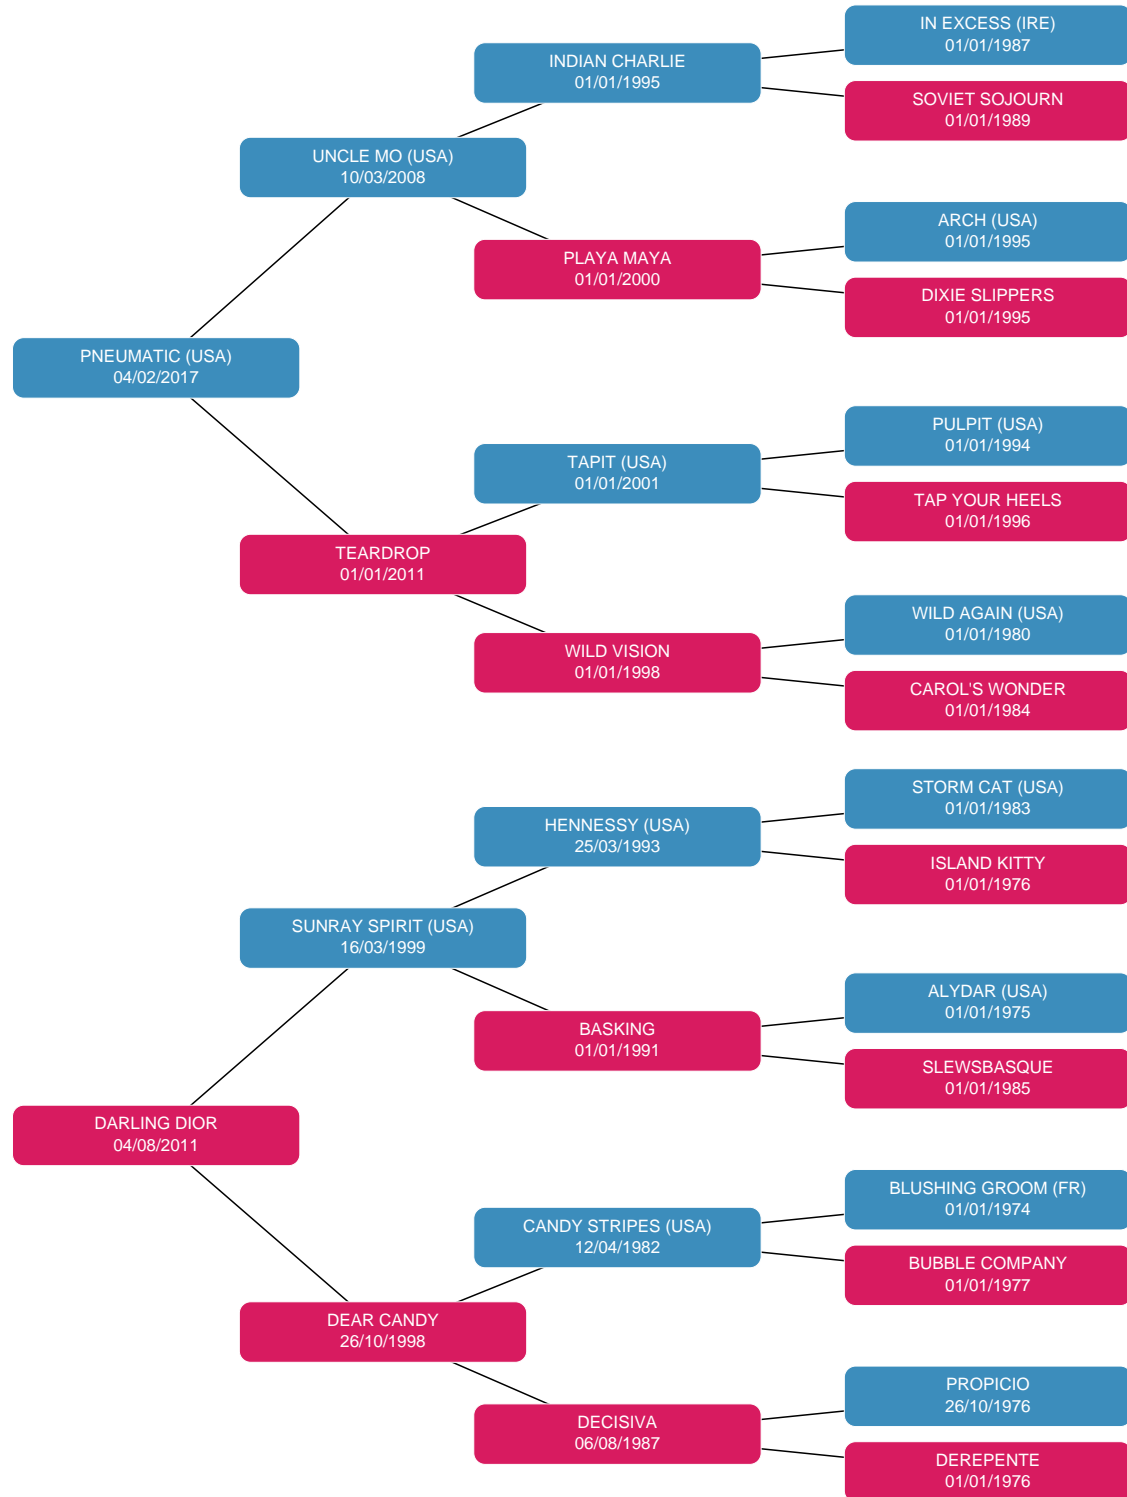 IN EXCESS (IRE)
01/01/1987
INDIAN CHARLIE
01/01/1995
SOVIET SOJOURN
01/01/1989
UNCLE MO (USA)
10/03/2008
ARCH (USA)
01/01/1995
PLAYA MAYA
01/01/2000
DIXIE SLIPPERS
01/01/1995
PNEUMATIC (USA)
04/02/2017
PULPIT (USA)
01/01/1994
TAPIT (USA)
01/01/2001
TAP YOUR HEELS
01/01/1996
TEARDROP
01/01/2011
WILD AGAIN (USA)
01/01/1980
WILD VISION
01/01/1998
CAROL'S WONDER
01/01/1984
STORM CAT (USA)
01/01/1983
HENNESSY (USA)
25/03/1993
ISLAND KITTY
01/01/1976
SUNRAY SPIRIT (USA)
16/03/1999
ALYDAR (USA)
01/01/1975
BASKING
01/01/1991
SLEWSBASQUE
01/01/1985
DARLING DIOR
04/08/2011
BLUSHING GROOM (FR)
01/01/1974
CANDY STRIPES (USA)
12/04/1982
BUBBLE COMPANY
01/01/1977
DEAR CANDY
26/10/1998
PROPICIO
26/10/1976
DECISIVA
06/08/1987
DEREPENTE
01/01/1976